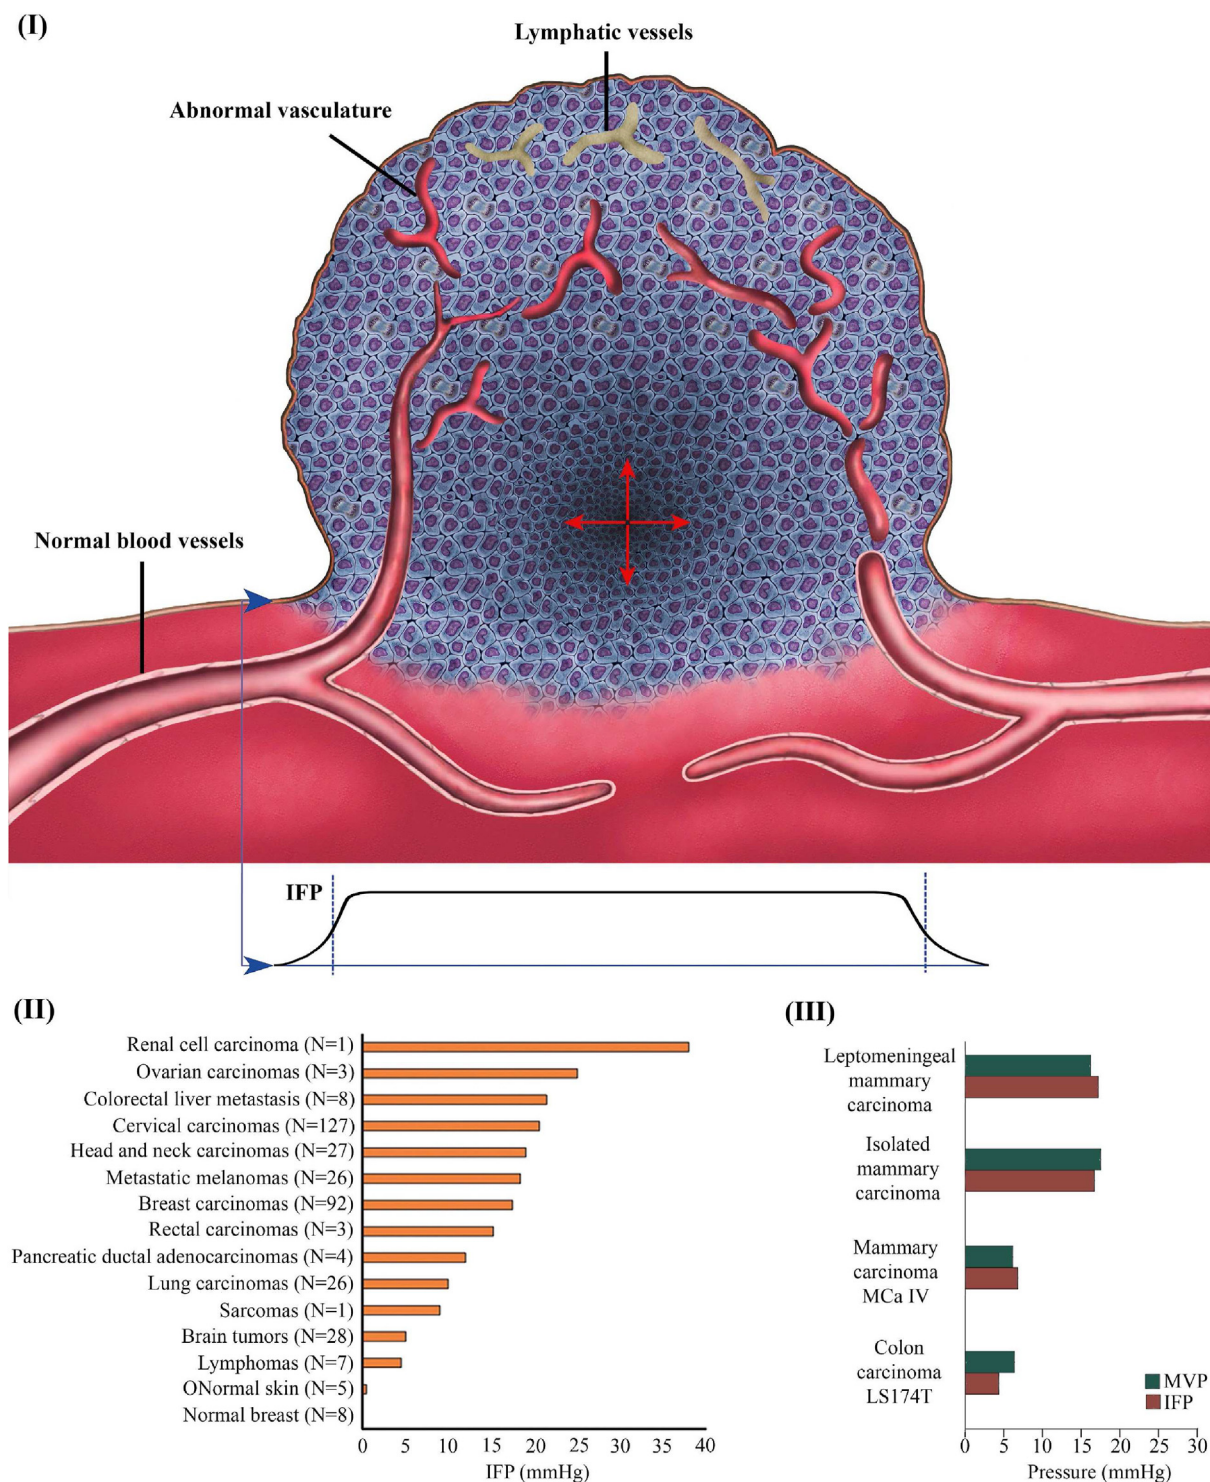 (I)
Lymphatic vessels
Abnormal vasculature
Normal blood vessels
IFP
(II)
Renal cell carcinoma (N=1)
Ovarian carcinomas (N=3)
Colorectal liver metastasis (N=8)
Cervical carcinomas (N=127)
Head and neck carcinomas (N=27)
Metastatic melanomas (N=26)
Breast carcinomas (N=92)
Rectal carcinomas (N=3)
Pancreatic ductal adenocarcinomas (N=4)
Lung carcinomas (N=26)
Sarcomas (N=1)
Brain tumors (N=28)
Lymphomas (N=7)
ONormal skin (N=5)
Normal breast (N=8)
0 5 10 15 20 25 30 35 40
IFP (mmHg)
(III)
Leptomeningeal
mammary
carcinoma
Isolated
mammary
carcinoma
Mammary
carcinoma
MCa IV
Colon
carcinoma
LS174T
MVP
IFP
0 5 10 15 20 25 30
Pressure (mmHg)